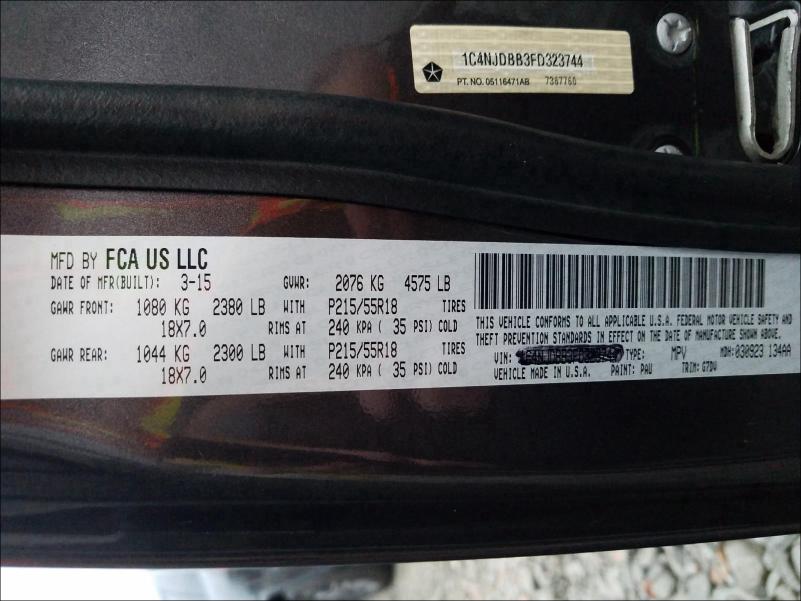 1C4NJDBB3FD323744
PT. NO. 05116471AB 7367760
MFD BY FCA US LLC
DATE OF MFR(BUILT): 3-15 GVWR: 2076 KG 4575 LB
GAWR FRONT: 1080 KG 2380 LB WITH P215/55R18 TIRES
18X7.0 RIMS AT 240 KPA ( 35 PSI) COLD
GAWR REAR: 1044 KG 2300 LB WITH P215/55R18 TIRES
18X7.0 RIMS AT 240 KPA ( 35 PSI) COLD
THIS VEHICLE CONFORMS TO ALL APPLICABLE U.S.A. FEDERAL MOTOR VEHICLE SAFETY AND
THEFT PREVENTION STANDARDS IN EFFECT ON THE DATE OF MANUFACTURE SHOWN ABOVE.
VIN: TYPE: MPV MDH: 030923 134AA
VEHICLE MADE IN U.S.A. PAINT: PAU TRIM: G7DV